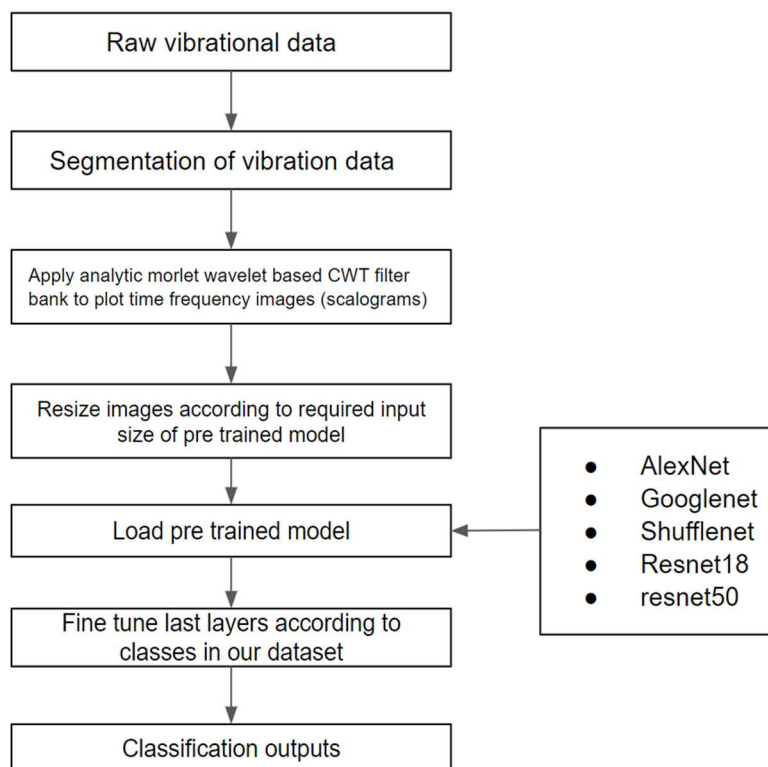 Raw vibrational data
Segmentation of vibration data
Apply analytic morlet wavelet based CWT filter
bank to plot time frequency images (scalograms)
Resize images according to required input
size of pre trained model
Load pre trained model
● AlexNet
● Googlenet
● Shufflenet
● Resnet18
● resnet50
Fine tune last layers according to
classes in our dataset
Classification outputs